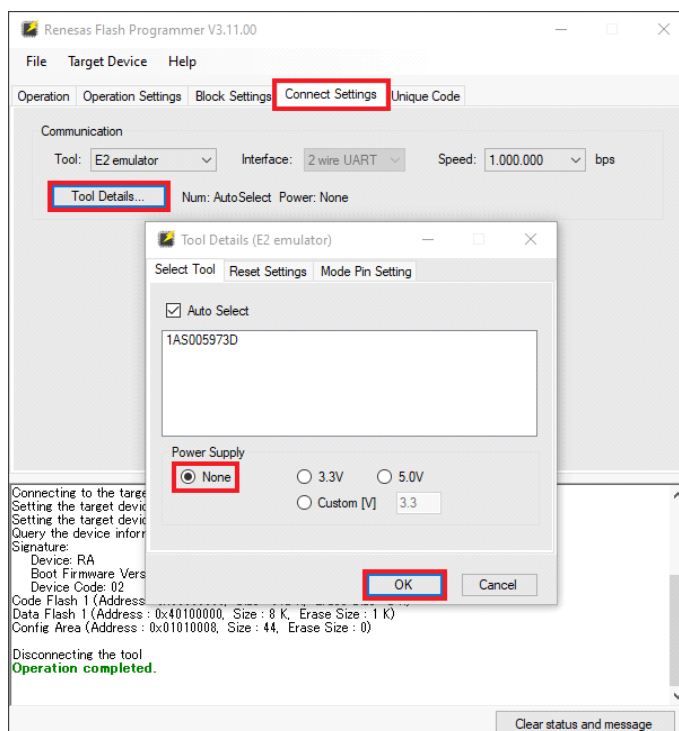 Renesas Flash Programmer V3.11.00
File Target Device Help
Operation Operation Settings Block Settings Connect Settings Unique Code
Communication
Tool: E2 emulator Interface: 2 wire UART Speed: 1.000.000 bps
Tool Details... Num: AutoSelect Power: None
Tool Details (E2 emulator)
Select Tool Reset Settings Mode Pin Setting
Auto Select
1AS005973D
Power Supply
None 3.3V 5.0V
Custom [V] 3.3
OK Cancel
Connecting to the targe
Setting the target devic
Setting the target devic
Query the device inforr
Signature:
Device: RA
Boot Firmware Vers
Device Code: 02
Code Flash 1 (Address
Data Flash 1 (Address : 0x40100000, Size : 8 K, Erase Size : 1 K)
Config Area (Address : 0x01010008, Size : 44, Erase Size : 0)
Disconnecting the tool
Operation completed.
Clear status and message